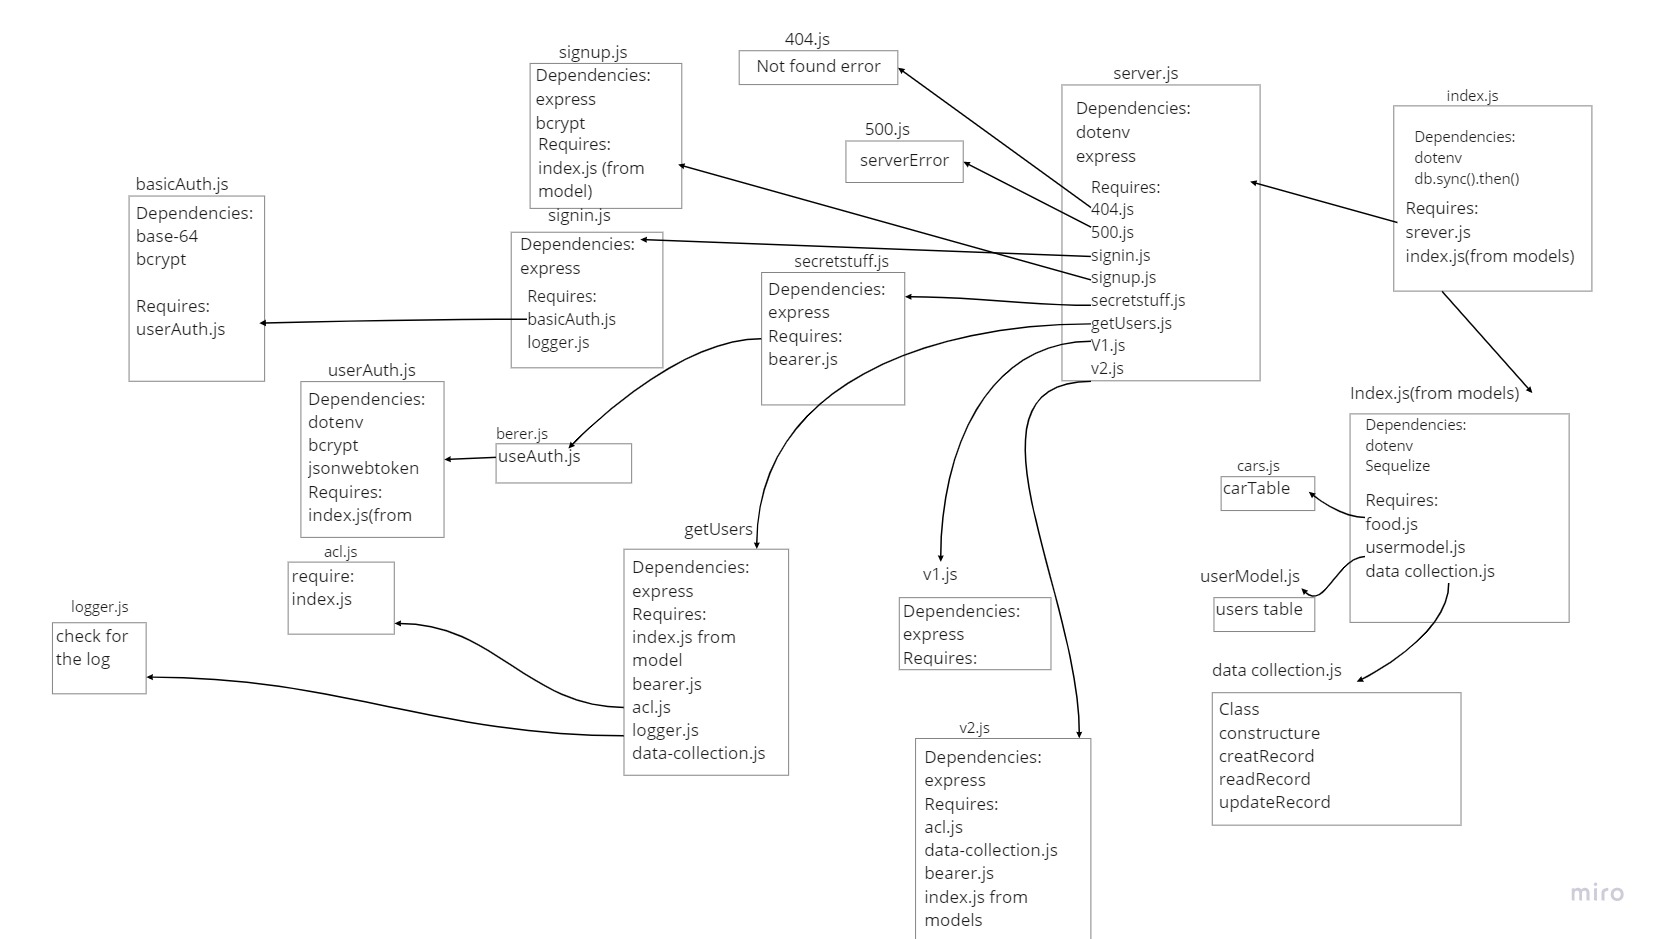 404.js
Not found error
signup.js
Dependencies:
express
bcrypt
Requires:
index.js (from
model)
server.js
Dependencies:
dotenv
express
Requires:
404.js
500.js
signin.js
signup.js
secretstuff.js
getUsers.js
V1.js
v2.js
index.js
Dependencies:
dotenv
db.sync().then()
Requires:
srever.js
index.js(from models)
500.js
serverError
basicAuth.js
Dependencies:
base-64
bcrypt
Requires:
userAuth.js
signin.js
Dependencies:
express
Requires:
basicAuth.js
logger.js
secretstuff.js
Dependencies:
express
Requires:
bearer.js
userAuth.js
Dependencies:
dotenv
bcrypt
jsonwebtoken
Requires:
index.js(from
berer.js
useAuth.js
Index.js(from models)
Dependencies:
dotenv
Sequelize
Requires:
food.js
usermodel.js
data collection.js
cars.js
carTable
userModel.js
users table
getUsers
Dependencies:
express
Requires:
index.js from
model
bearer.js
acl.js
logger.js
data-collection.js
acl.js
require:
index.js
logger.js
check for
the log
v1.js
Dependencies:
express
Requires:
data collection.js
Class
constructure
creatRecord
readRecord
updateRecord
v2.js
Dependencies:
express
Requires:
acl.js
data-collection.js
bearer.js
index.js from
models
miro